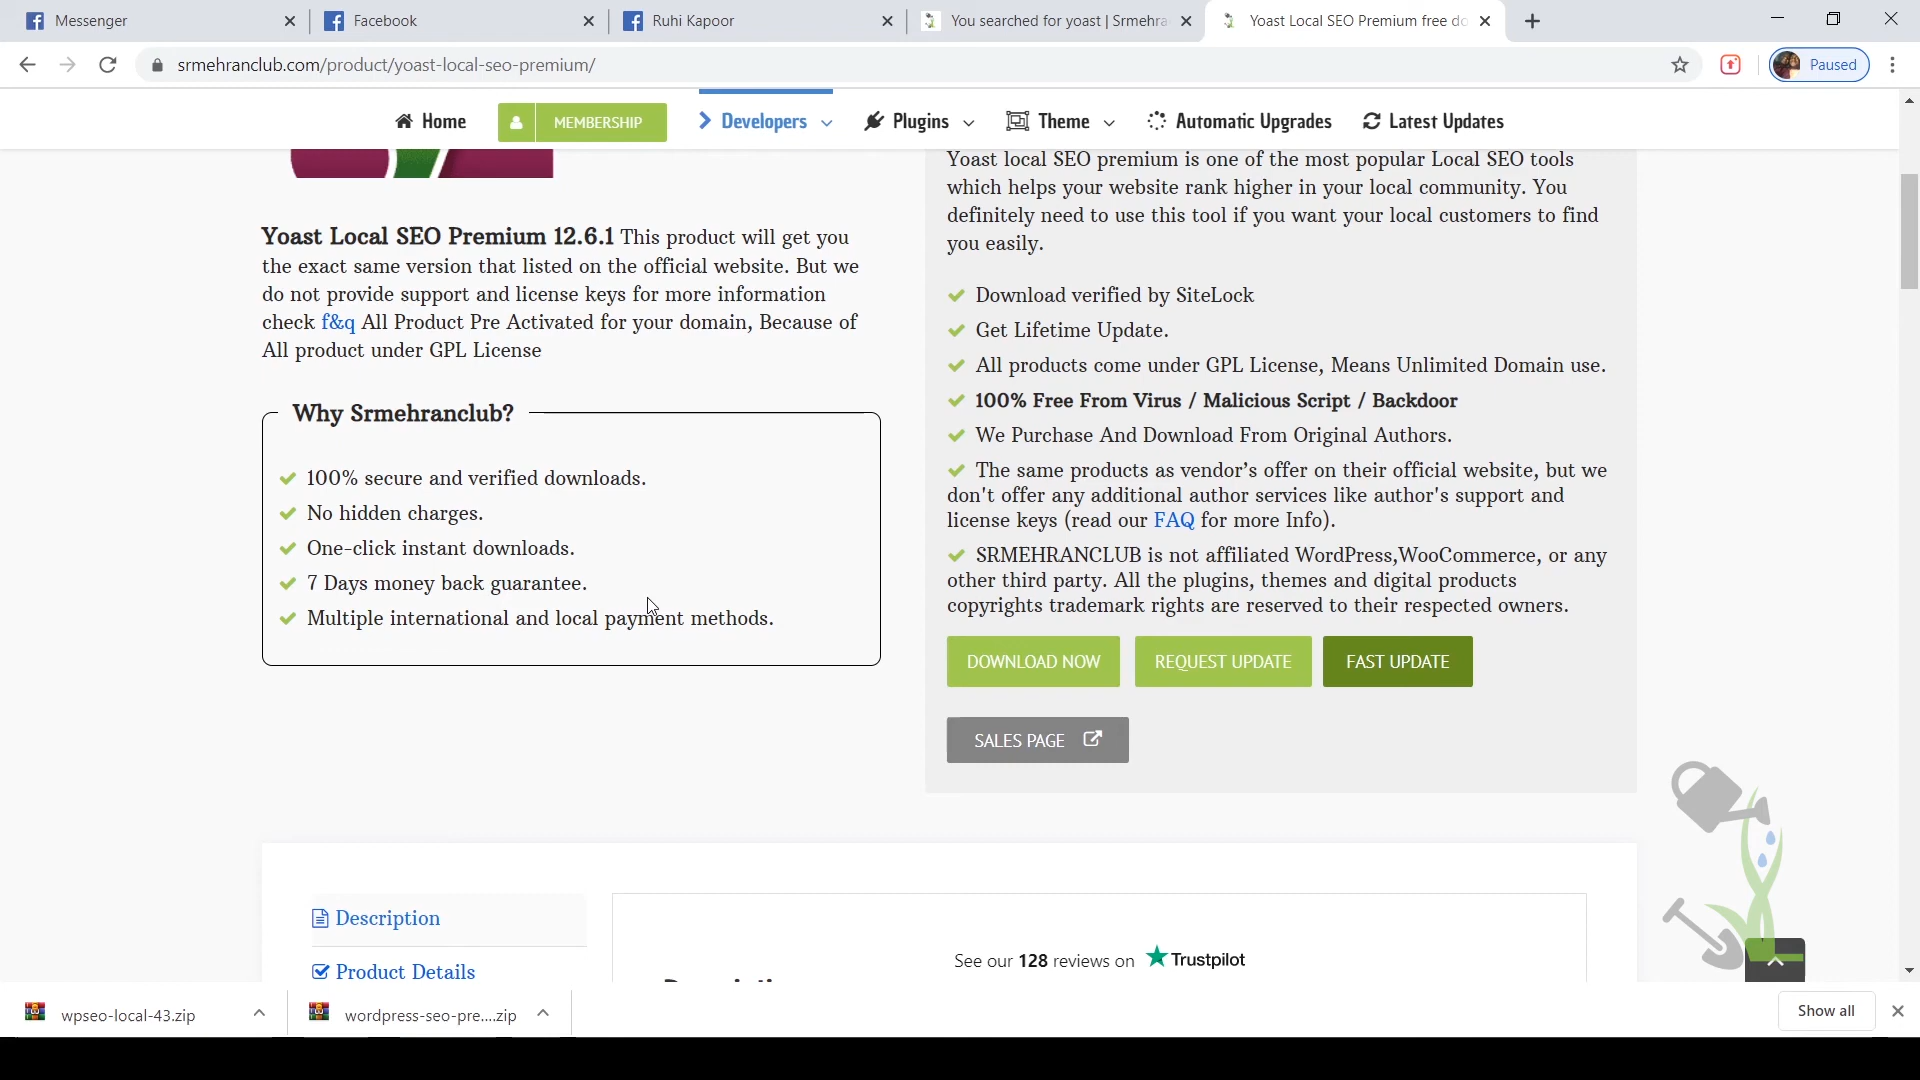 Messenger
Facebook
Ruhi Kapoor
You searched for yoast | Srmehra
Yoast Local SEO Premium free do
srmehranclub.com/product/yoast-local-seo-premium/
Paused
Home
MEMBERSHIP
Developers
Plugins
Theme
Automatic Upgrades
Latest Updates
Yoast Local SEO Premium 12.6.1 This product will get you
the exact same version that listed on the official website. But we
do not provide support and license keys for more information
check f&q All Product Pre Activated for your domain, Because of
All product under GPL License
Why Srmehranclub?
100% secure and verified downloads.
No hidden charges.
One-click instant downloads.
7 Days money back guarantee.
Multiple international and local payment methods.
Yoast local SEO premium is one of the most popular Local SEO tools
which helps your website rank higher in your local community. You
definitely need to use this tool if you want your local customers to find
you easily.
Download verified by SiteLock
Get Lifetime Update.
All products come under GPL License, Means Unlimited Domain use.
100% Free From Virus / Malicious Script / Backdoor
We Purchase And Download From Original Authors.
The same products as vendor's offer on their official website, but we
don't offer any additional author services like author's support and
license keys (read our FAQ for more Info).
SRMEHRANCLUB is not affiliated WordPress,WooCommerce, or any
other third party. All the plugins, themes and digital products
copyrights trademark rights are reserved to their respected owners.
DOWNLOAD NOW
REQUEST UPDATE
FAST UPDATE
SALES PAGE
Description
Product Details
See our 128 reviews on Trustpilot
wpseo-local-43.zip
wordpress-seo-pre....zip
Show all